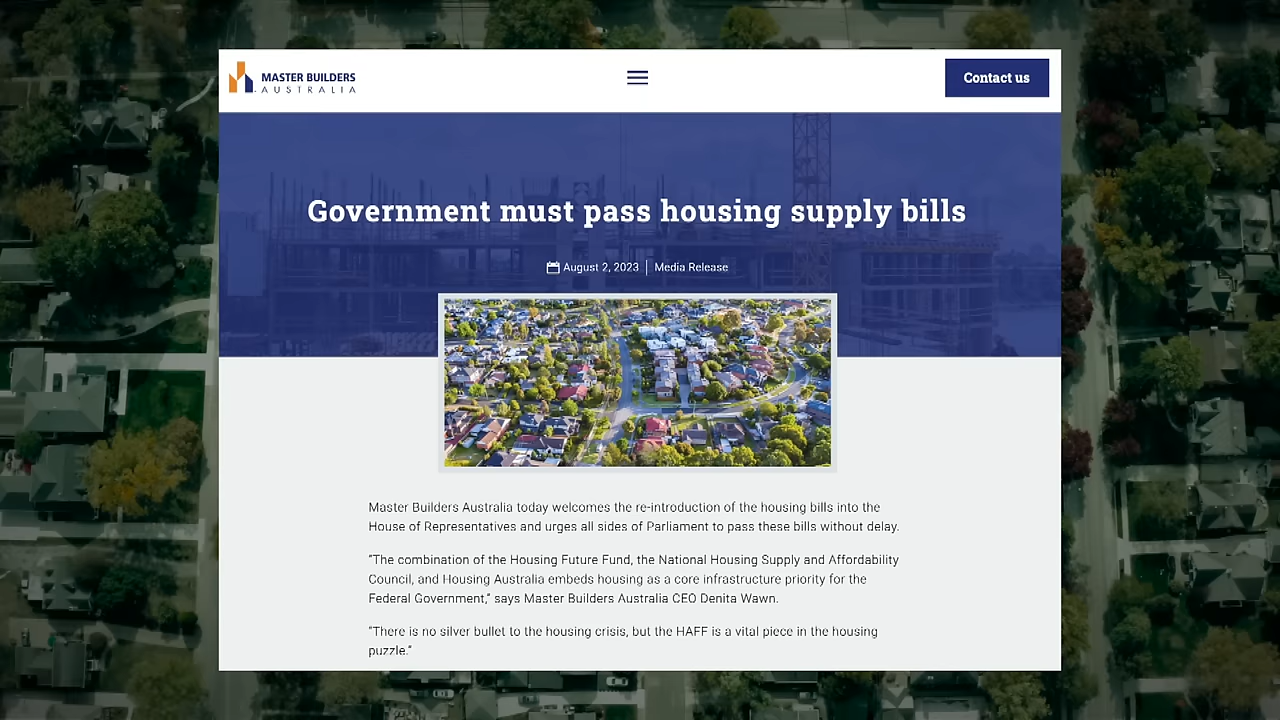 MASTER BUILDERS
AUSTRALIA
Contact us
Government must pass housing supply bills
August 2, 2023 | Media Release
Master Builders Australia today welcomes the re-introduction of the housing bills into the
House of Representatives and urges all sides of Parliament to pass these bills without delay.
“The combination of the Housing Future Fund, the National Housing Supply and Affordability
Council, and Housing Australia embeds housing as a core infrastructure priority for the
Federal Government,” says Master Builders Australia CEO Denita Wawn.
“There is no silver bullet to the housing crisis, but the HAFF is a vital piece in the housing
puzzle.”